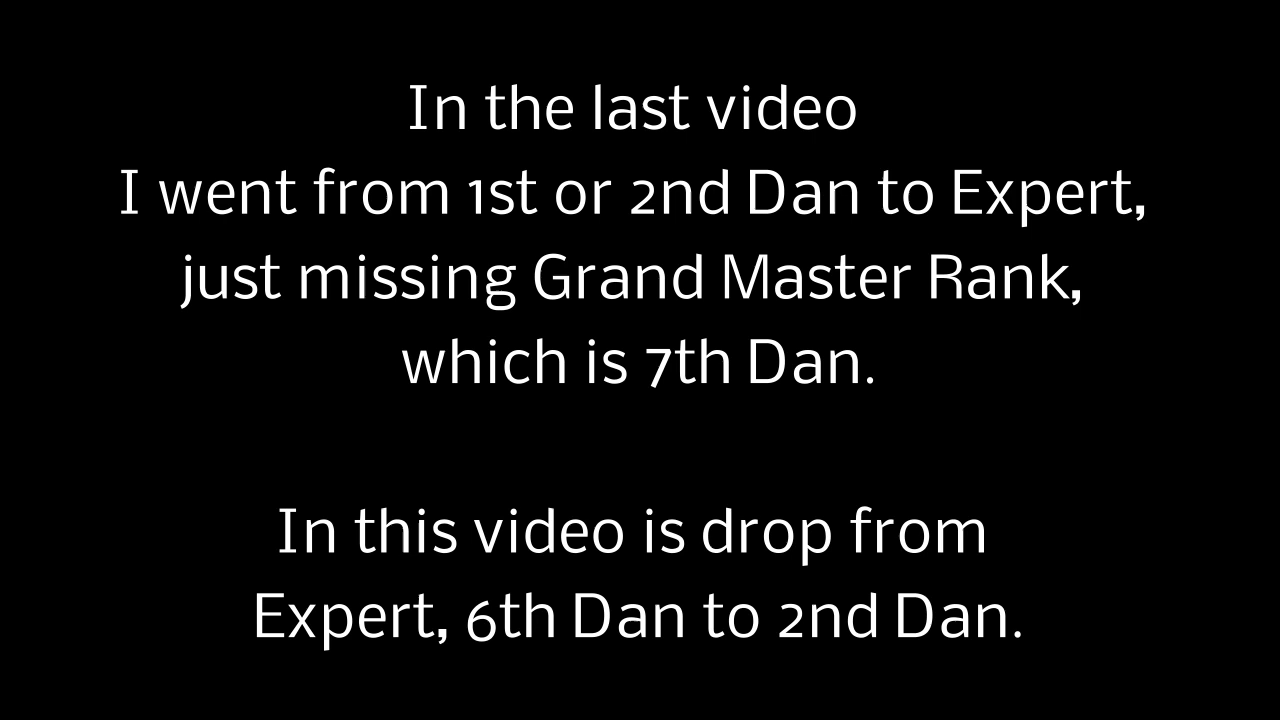 In the last video
I went from 1st or 2nd Dan to Expert,
just missing Grand Master Rank,
which is 7th Dan.
In this video is drop from
Expert, 6th Dan to 2nd Dan.